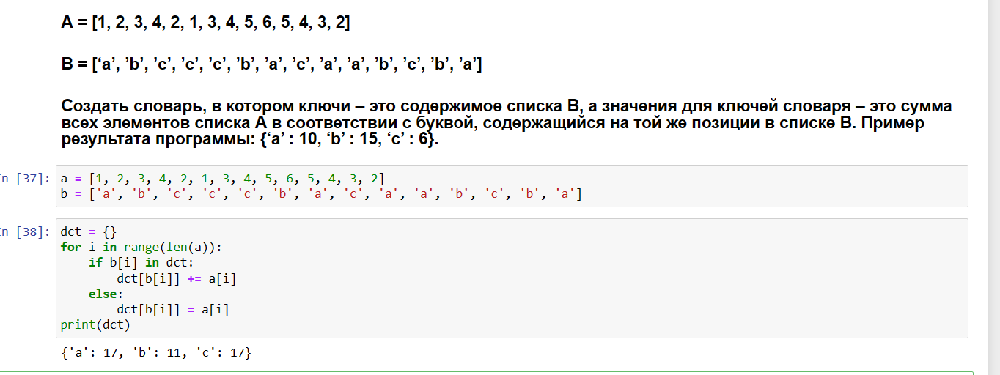 A = [1, 2, 3, 4, 2, 1, 3, 4, 5, 6, 5, 4, 3, 2]
B = [‘a’, ’b’, ’c’, ’c’, ’c’, ’b’, ’a’, ’c’, ’a’, ’a’, ’b’, ’c’, ’b’, ’a’]
Создать словарь, в котором ключи – это содержимое списка B, а значения для ключей словаря – это сумма
всех элементов списка А в соответствии с буквой, содержащийся на той же позиции в списке В. Пример
результата программы: {‘a’ : 10, ‘b’ : 15, ‘c’ : 6}.
n [37]: a = [1, 2, 3, 4, 2, 1, 3, 4, 5, 6, 5, 4, 3, 2]
b = ['a', 'b', 'c', 'c', 'c', 'b', 'a', 'c', 'a', 'a', 'b', 'c', 'b', 'a']
n [38]: dct = {}
for i in range(len(a)):
    if b[i] in dct:
        dct[b[i]] += a[i]
    else:
        dct[b[i]] = a[i]
print(dct)
{'a': 17, 'b': 11, 'c': 17}